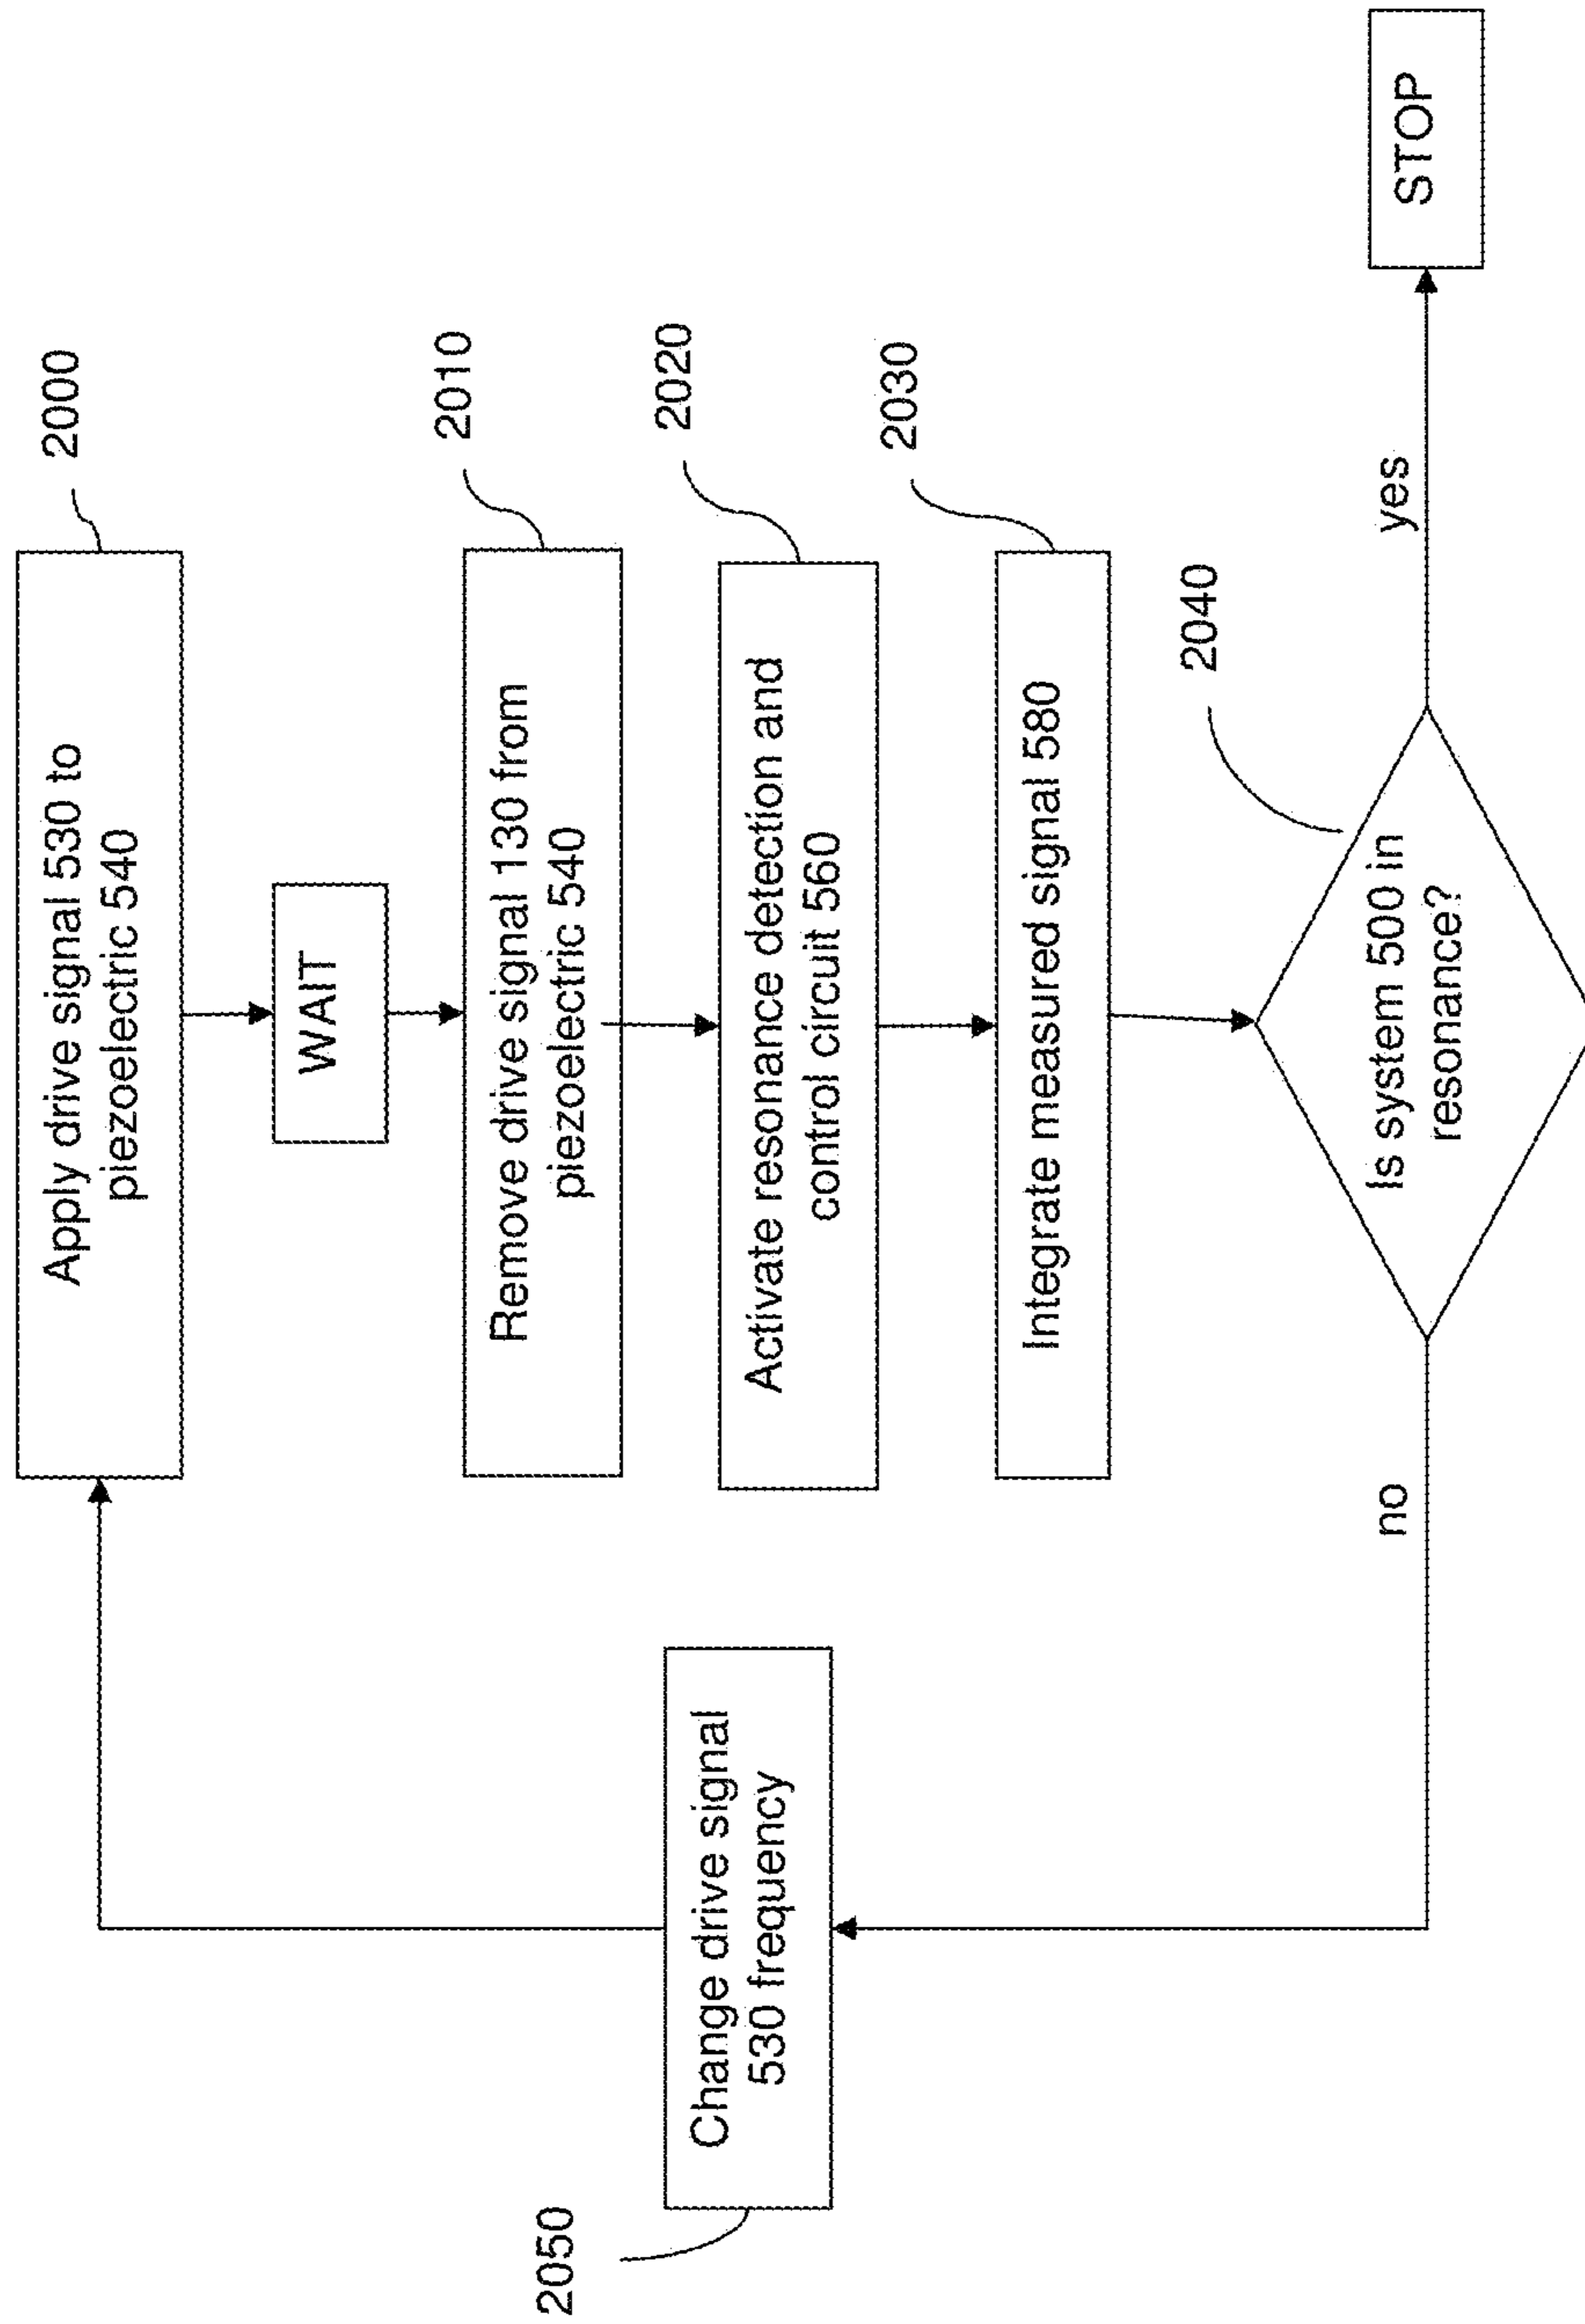 Apply drive signal 530 to
piezoelectric 540
2000
WAIT
Remove drive signal 130 from
piezoelectric 540
2010
Activate resonance detection and
control circuit 560
2020
Integrate measured signal 580
2030
Is system 500 in
resonance?
2040
yes
STOP
no
Change drive signal
530 frequency
2050